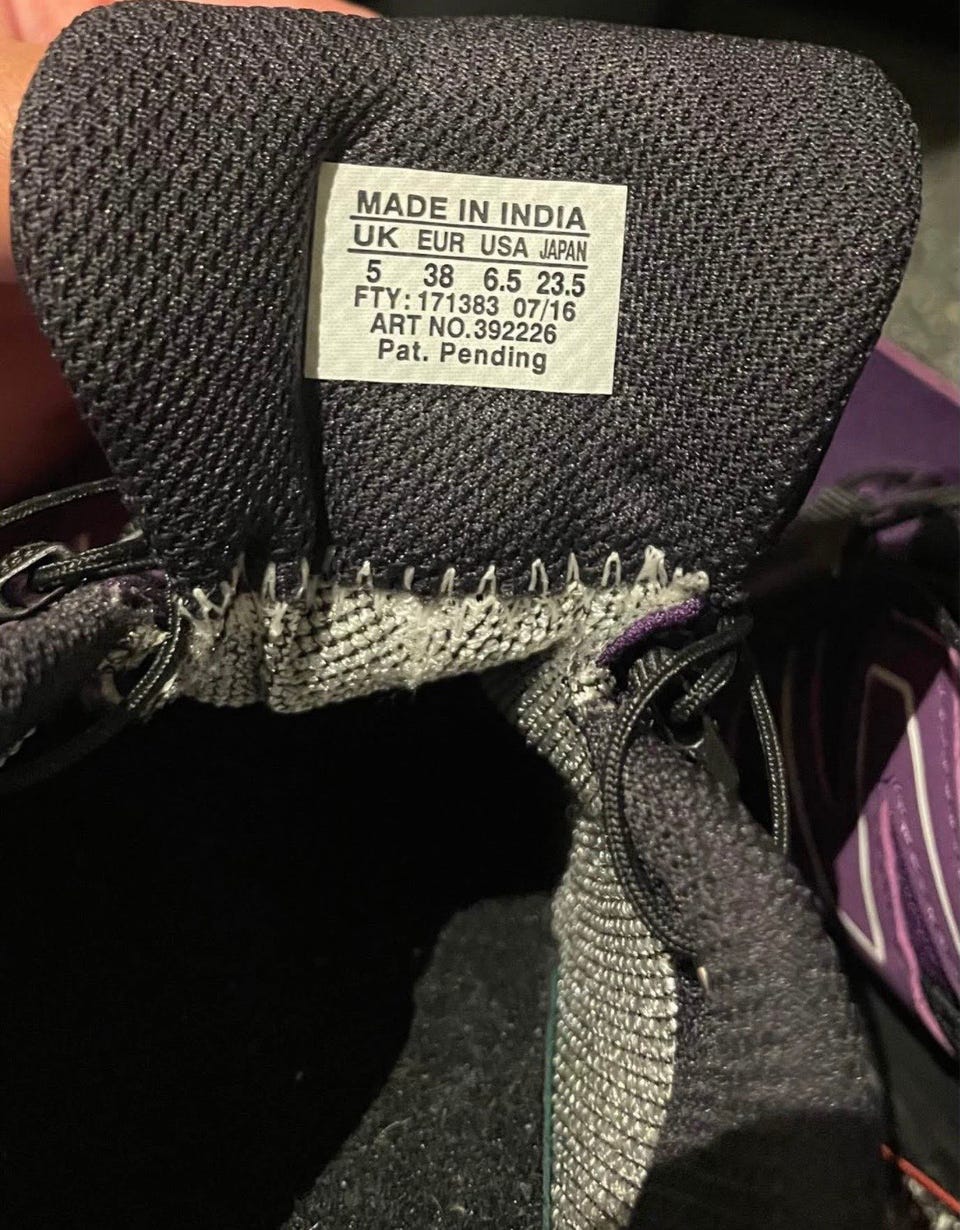 MADE IN INDIA
UK EUR USA JAPAN
5 38 6.5 23.5
FTY: 171383 07/16
ART NO.392226
Pat. Pending